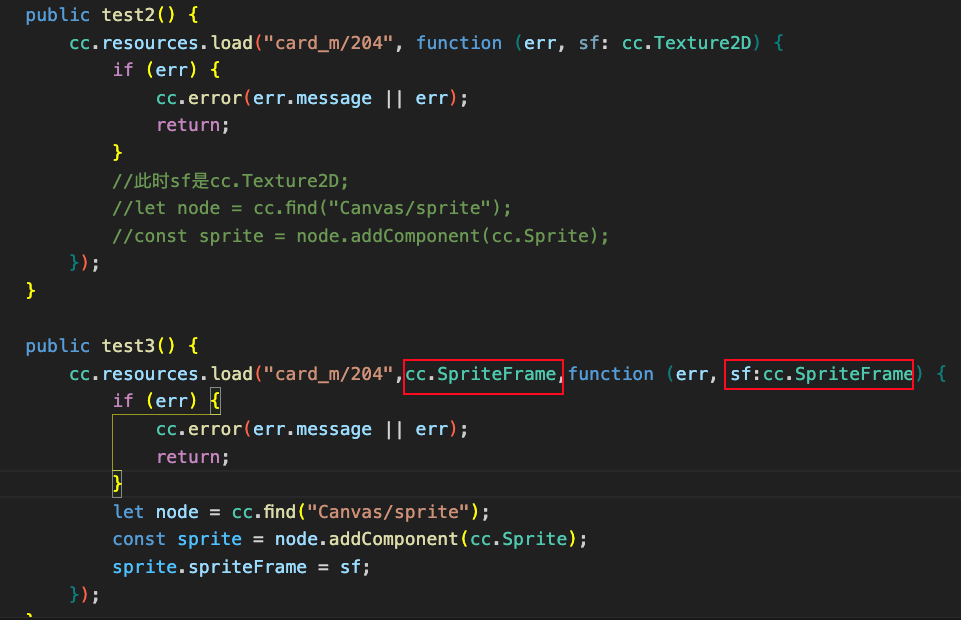 public test2() {
    cc.resources.load("card_m/204", function (err, sf: cc.Texture2D) {
        if (err) {
            cc.error(err.message || err);
            return;
        }
        //此时sf是cc.Texture2D;
        //let node = cc.find("Canvas/sprite");
        //const sprite = node.addComponent(cc.Sprite);
    });
}
public test3() {
    cc.resources.load("card_m/204",cc.SpriteFrame,function (err, sf:cc.SpriteFrame) {
        if (err) {
            cc.error(err.message || err);
            return;
        }
        let node = cc.find("Canvas/sprite");
        const sprite = node.addComponent(cc.Sprite);
        sprite.spriteFrame = sf;
    });
}